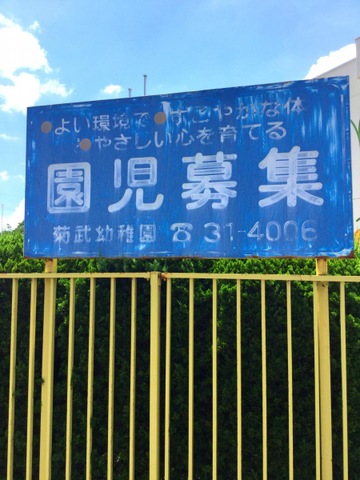 よい環境で すこやかな体
やさしい心を育てる
園児募集
菊武幼稚園 ☎31-4006